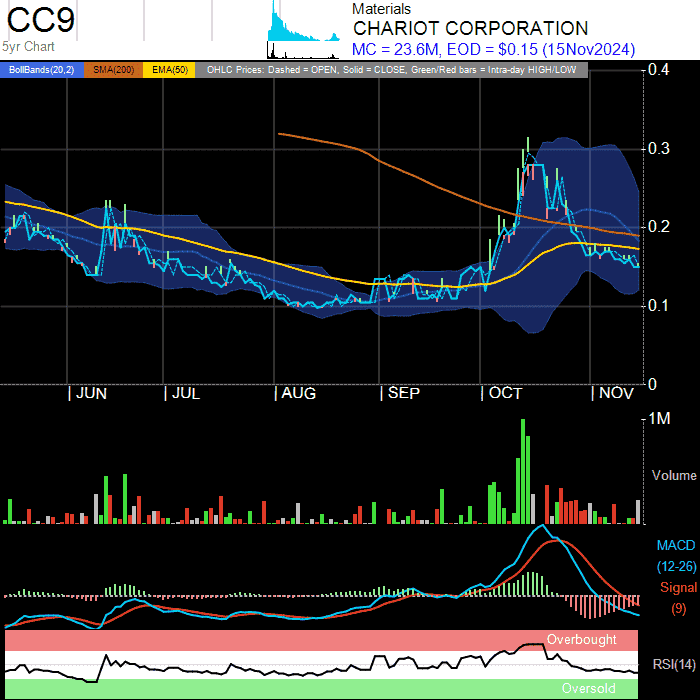 CC9
5yr Chart
Materials
CHARIOT CORPORATION
MC = 23.6M, EOD = $0.15 (15Nov2024)
BollBands(20,2) SMA(200) EMA(50) OHLC Prices: Dashed = OPEN, Solid = CLOSE, Green/Red bars = Intra-day HIGH/LOW
0.4
0.3
0.2
0.1
0
JUN JUL AUG SEP OCT NOV
1M
Volume
MACD
(12-26)
Signal
(9)
Overbought
RSI(14)
Oversold